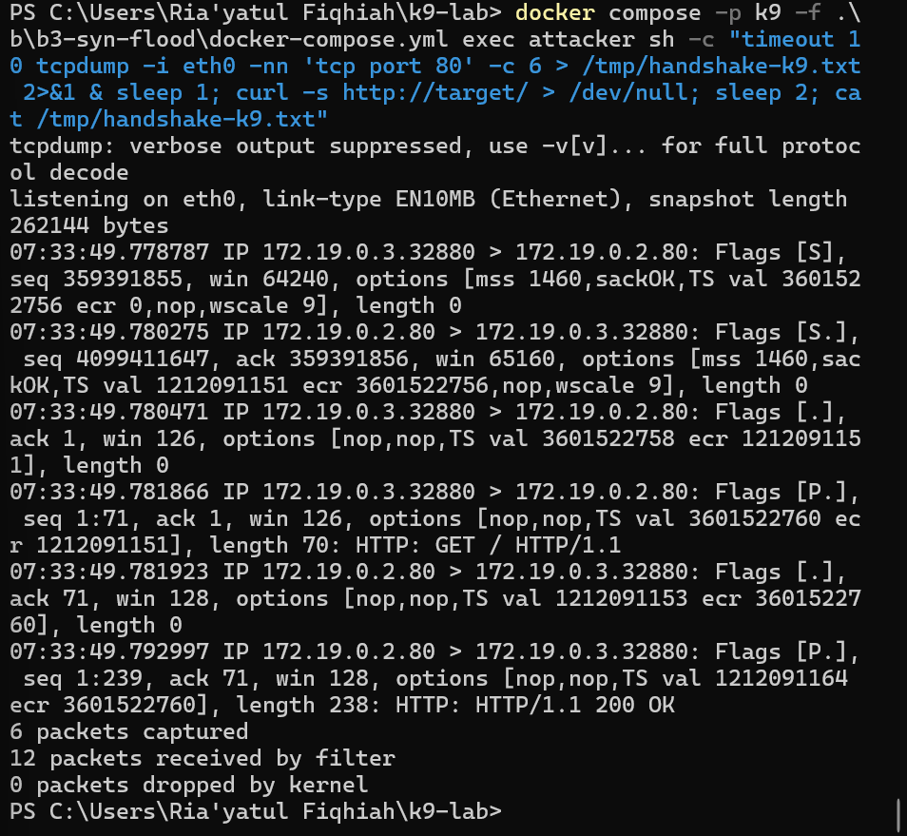 PS C:\Users\Ria'yatul Fiqhiah\k9-lab> docker compose -p k9 -f .\
b\b3-syn-flood\docker-compose.yml exec attacker sh -c "timeout 1
0 tcpdump -i eth0 -nn 'tcp port 80' -c 6 > /tmp/handshake-k9.txt
 2>&1 & sleep 1; curl -s http://target/ > /dev/null; sleep 2; ca
t /tmp/handshake-k9.txt"
tcpdump: verbose output suppressed, use -v[v]... for full protoc
ol decode
listening on eth0, link-type EN10MB (Ethernet), snapshot length
262144 bytes
07:33:49.778787 IP 172.19.0.3.32880 > 172.19.0.2.80: Flags [S],
seq 359391855, win 64240, options [mss 1460,sackOK,TS val 360152
2756 ecr 0,nop,wscale 9], length 0
07:33:49.780275 IP 172.19.0.2.80 > 172.19.0.3.32880: Flags [S.],
 seq 4099411647, ack 359391856, win 65160, options [mss 1460,sac
kOK,TS val 1212091151 ecr 3601522756,nop,wscale 9], length 0
07:33:49.780471 IP 172.19.0.3.32880 > 172.19.0.2.80: Flags [.],
ack 1, win 126, options [nop,nop,TS val 3601522758 ecr 121209115
1], length 0
07:33:49.781866 IP 172.19.0.3.32880 > 172.19.0.2.80: Flags [P.],
 seq 1:71, ack 1, win 126, options [nop,nop,TS val 3601522760 ec
r 1212091151], length 70: HTTP: GET / HTTP/1.1
07:33:49.781923 IP 172.19.0.2.80 > 172.19.0.3.32880: Flags [.],
ack 71, win 128, options [nop,nop,TS val 1212091153 ecr 36015227
60], length 0
07:33:49.792997 IP 172.19.0.2.80 > 172.19.0.3.32880: Flags [P.],
 seq 1:239, ack 71, win 128, options [nop,nop,TS val 1212091164
ecr 3601522760], length 238: HTTP: HTTP/1.1 200 OK
6 packets captured
12 packets received by filter
0 packets dropped by kernel
PS C:\Users\Ria'yatul Fiqhiah\k9-lab>